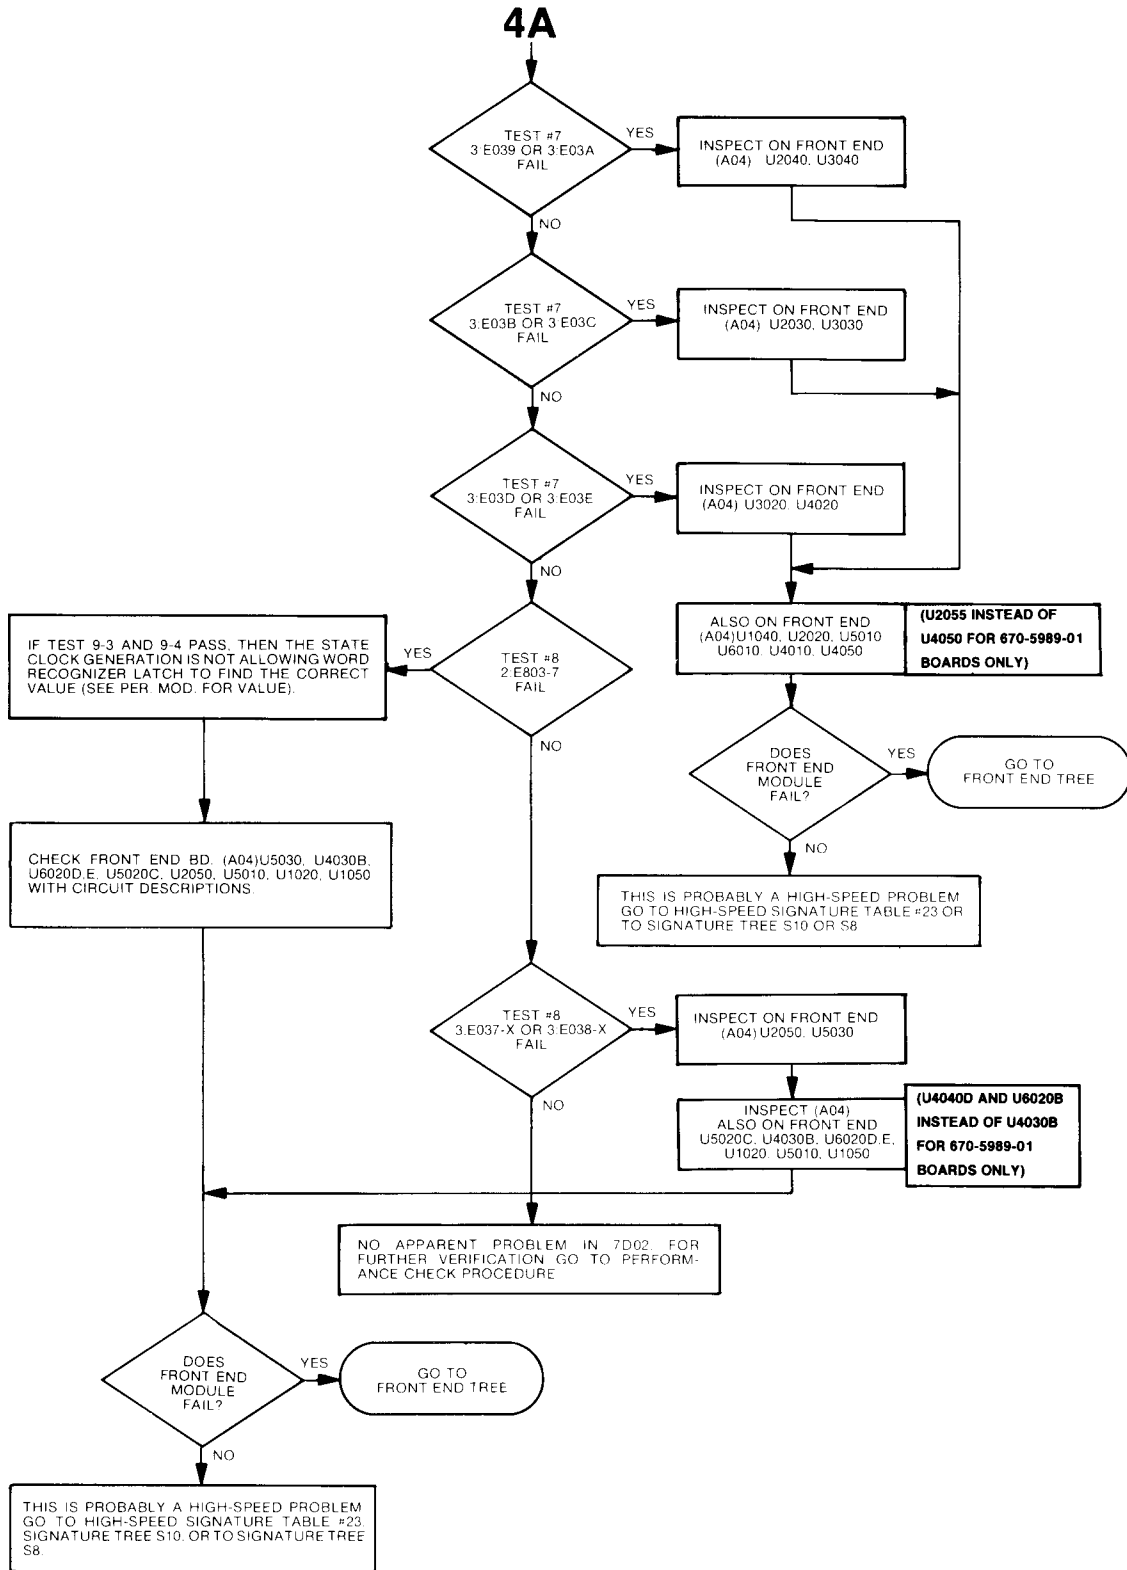 4A
TEST #7
3:E039 OR 3:E03A
FAIL
YES
INSPECT ON FRONT END
(A04) U2040, U3040
NO
TEST #7
3:E03B OR 3:E03C
FAIL
YES
INSPECT ON FRONT END
(A04) U2030, U3030
NO
TEST #7
3:E03D OR 3:E03E
FAIL
YES
INSPECT ON FRONT END
(A04) U3020. U4020
NO
ALSO ON FRONT END
(A04)U1040, U2020, U5010
U6010. U4010, U4050
(U2055 INSTEAD OF
U4050 FOR 670-5989-01
BOARDS ONLY)
IF TEST 9-3 AND 9-4 PASS, THEN THE STATE
CLOCK GENERATION IS NOT ALLOWING WORD
RECOGNIZER LATCH TO FIND THE CORRECT
VALUE (SEE PER. MOD. FOR VALUE).
YES
TEST #8
2:E803-7
FAIL
NO
DOES
FRONT END
MODULE
FAIL?
YES
GO TO
FRONT END TREE
NO
CHECK FRONT END BD. (A04)U5030, U4030B,
U6020D.E, U5020C, U2050, U5010, U1020, U1050
WITH CIRCUIT DESCRIPTIONS.
THIS IS PROBABLY A HIGH-SPEED PROBLEM
GO TO HIGH-SPEED SIGNATURE TABLE #23 OR
TO SIGNATURE TREE S10 OR S8
TEST #8
3:E037-X OR 3:E038-X
FAIL
YES
INSPECT ON FRONT END
(A04) U2050. U5030
NO
INSPECT (A04)
ALSO ON FRONT END
U5020C, U4030B, U6020D.E,
U1020. U5010, U1050
(U4040D AND U6020B
INSTEAD OF U4030B
FOR 670-5989-01
BOARDS ONLY)
NO APPARENT PROBLEM IN 7D02. FOR
FURTHER VERIFICATION GO TO PERFORM-
ANCE CHECK PROCEDURE
DOES
FRONT END
MODULE
FAIL?
YES
GO TO
FRONT END TREE
NO
THIS IS PROBABLY A HIGH-SPEED PROBLEM
GO TO HIGH-SPEED SIGNATURE TABLE #23.
SIGNATURE TREE S10. OR TO SIGNATURE TREE
S8.